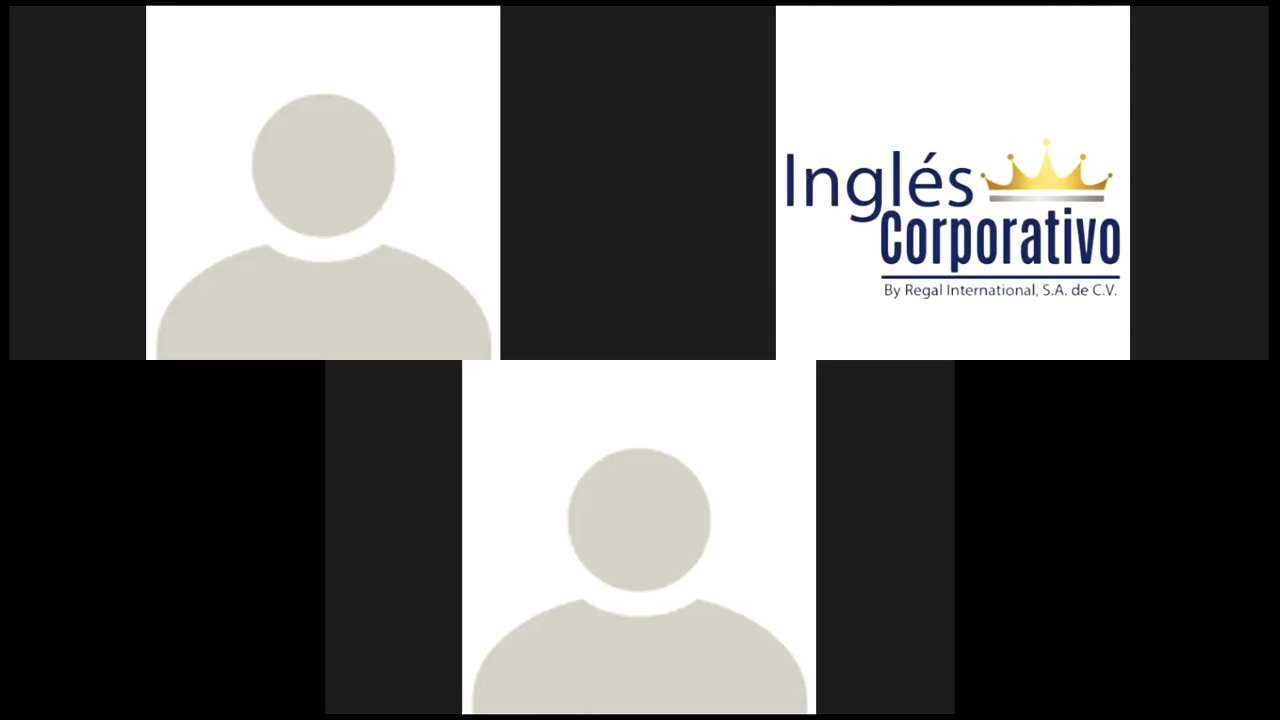 Inglés
Corporativo
By Regal International, S.A. de C.V.